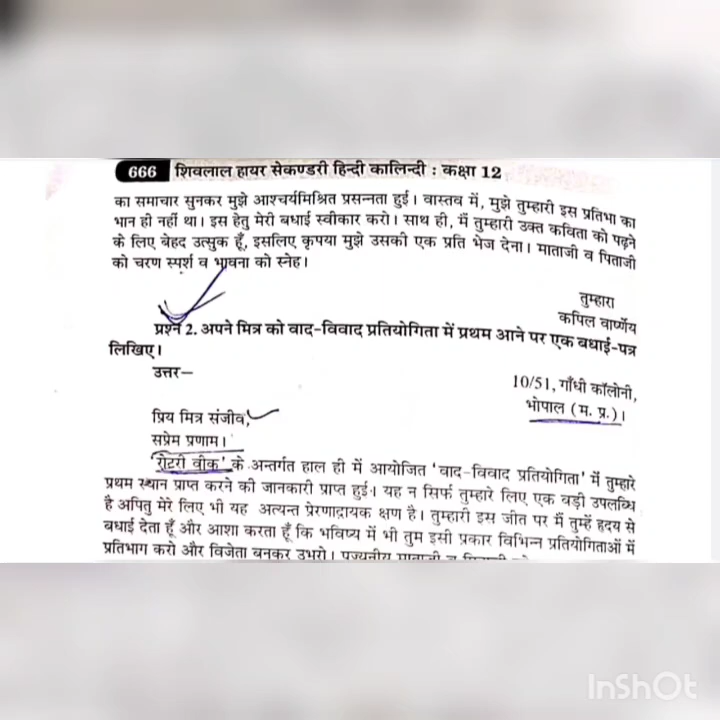 666 शिवलाल हायर सेकण्डरी हिन्दी कालिन्दी : कक्षा 12
का समाचार सुनकर मुझे आश्चर्यमिश्रित प्रसन्नता हुई। वास्तव में, मुझे तुम्हारी इस प्रतिभा का
भान ही नहीं था। इस हेतु मेरी बधाई स्वीकार करो। साथ ही, मैं तुम्हारी उक्त कविता को पढ़ने
के लिए बेहद उत्सुक हूँ, इसलिए कृपया मुझे उसकी एक प्रति भेज देना। माताजी व पिताजी
को चरण स्पर्श व भावना को स्नेह।
तुम्हारा
कपिल वार्ष्णेय
प्रश्न 2. अपने मित्र को वाद-विवाद प्रतियोगिता में प्रथम आने पर एक बधाई-पत्र
लिखिए।
उत्तर—
10/51, गाँधी कॉलोनी,
भोपाल (म. प्र.)।
प्रिय मित्र संजीव,
सप्रेम प्रणाम।
'रोटरी वीक' के अन्तर्गत हाल ही में आयोजित 'वाद-विवाद प्रतियोगिता' में तुम्हारे
प्रथम स्थान प्राप्त करने की जानकारी प्राप्त हुई। यह न सिर्फ तुम्हारे लिए एक बड़ी उपलब्धि
है अपितु मेरे लिए भी यह अत्यन्त प्रेरणादायक क्षण है। तुम्हारी इस जीत पर मैं तुम्हें हृदय से
बधाई देता हूँ और आशा करता हूँ कि भविष्य में भी तुम इसी प्रकार विभिन्न प्रतियोगिताओं में
प्रतिभाग करो और विजेता बनकर उभरो।
InShOt